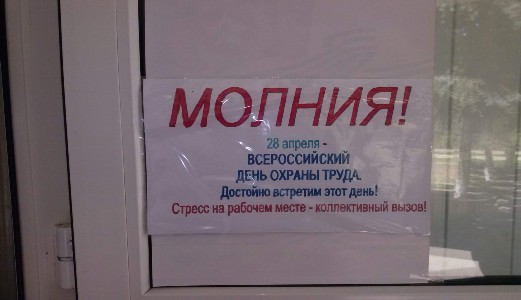 МОЛНИЯ!
28 апреля -
ВСЕРОССИЙСКИЙ
ДЕНЬ ОХРАНЫ ТРУДА.
Достойно встретим этот день!
Стресс на рабочем месте - коллективный вызов!